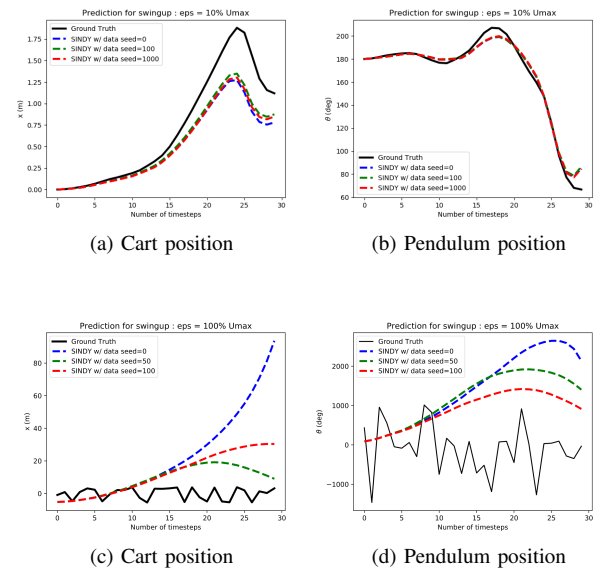 Prediction for swingup : eps = 10% Umax
Ground Truth
SINDY w/ data seed=0
SINDY w/ data seed=100
SINDY w/ data seed=1000
x (m)
1.75
1.50
1.25
1.00
0.75
0.50
0.25
0.00
0 5 10 15 20 25 30
Number of timesteps
(a) Cart position
Prediction for swingup : eps = 10% Umax
θ (deg)
200
180
160
140
120
100
80
60
Ground Truth
SINDY w/ data seed=0
SINDY w/ data seed=100
SINDY w/ data seed=1000
0 5 10 15 20 25 30
Number of timesteps
(b) Pendulum position
Prediction for swingup : eps = 100% Umax
Ground Truth
SINDY w/ data seed=0
SINDY w/ data seed=50
SINDY w/ data seed=100
x (m)
80
60
40
20
0
0 5 10 15 20 25 30
Number of timesteps
(c) Cart position
Prediction for swingup : eps = 100% Umax
Ground Truth
SINDY w/ data seed=0
SINDY w/ data seed=50
SINDY w/ data seed=100
θ (deg)
2000
1000
0
−1000
0 5 10 15 20 25 30
Number of timesteps
(d) Pendulum position